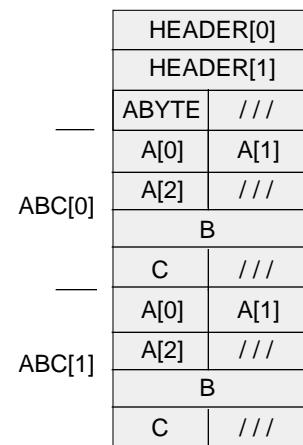 HEADER[0]
HEADER[1]
ABYTE ///
A[0] A[1]
A[2] ///
ABC[0]
B
C ///
A[0] A[1]
A[2] ///
ABC[1]
B
C ///